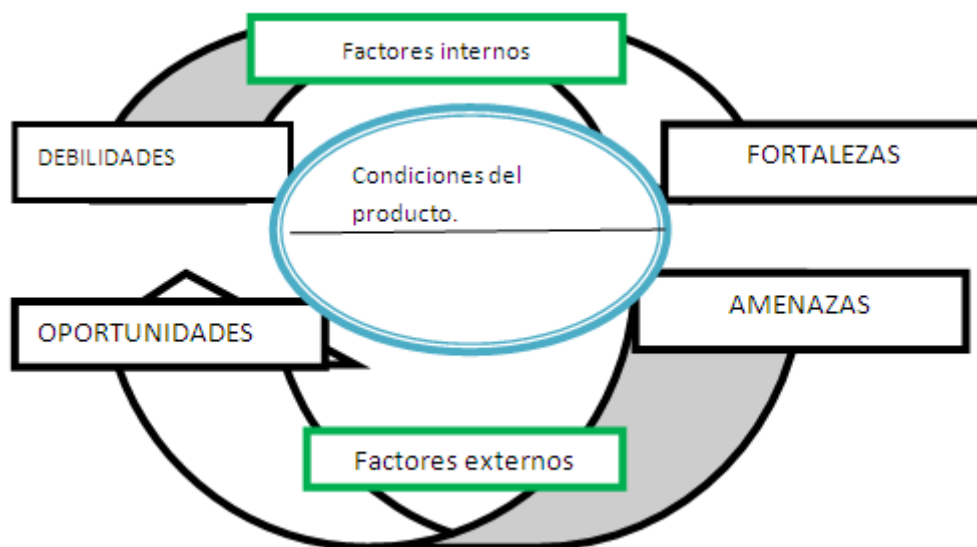 Factores internos
DEBILIDADES
FORTALEZAS
Condiciones del
producto.
OPORTUNIDADES
AMENAZAS
Factores externos